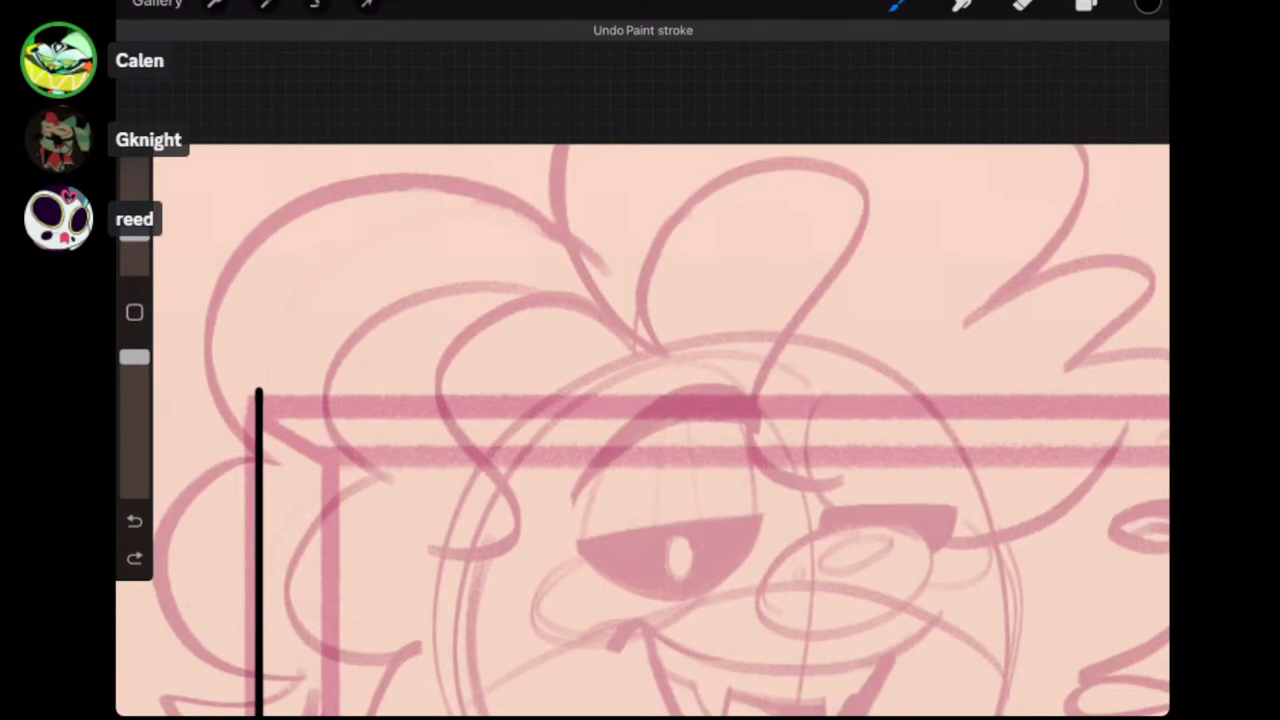 Gallery
Undo Paint stroke
Calen
Gknight
reed